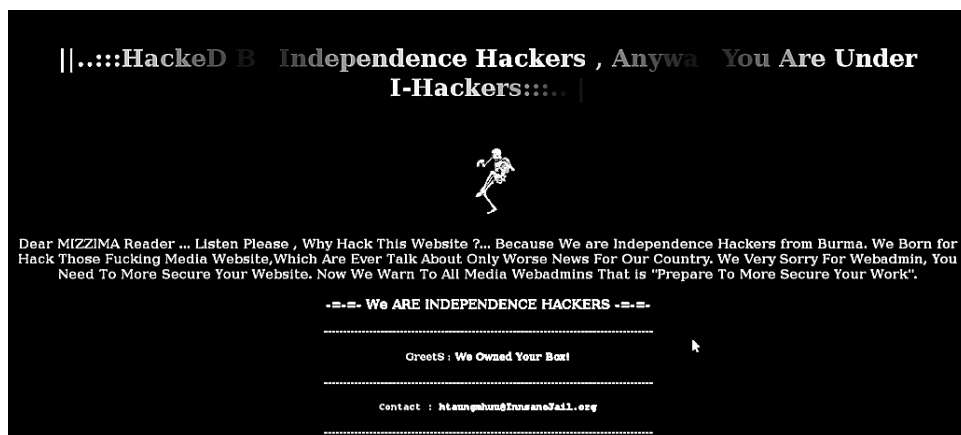 ||..:::HackeD B Independence Hackers , Anywa You Are Under
I-Hackers:::.. |
Dear MIZZIMA Reader ... Listen Please , Why Hack This Website ?... Because We are Independence Hackers from Burma. We Born for
Hack Those Fucking Media Website,Which Are Ever Talk About Only Worse News For Our Country. We Very Sorry For Webadmin, You
Need To More Secure Your Website. Now We Warn To All Media Webadmins That is "Prepare To More Secure Your Work".
-=-=- We ARE INDEPENDENCE HACKERS -=-=-
GreetS : We Owned Your Box!
Contact : htaungmhuu@InnsaneJail.org